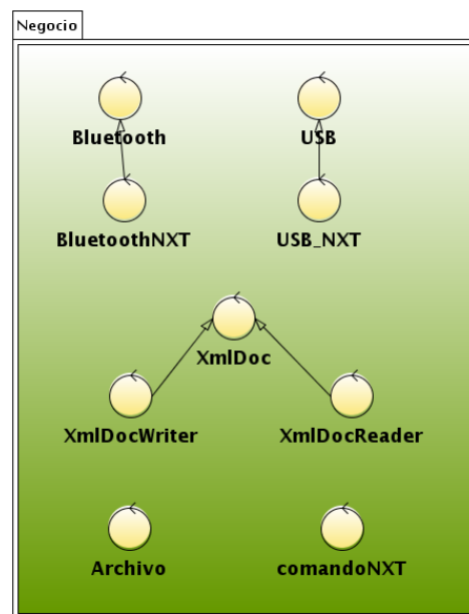 Negocio
Bluetooth USB
BluetoothNXT USB_NXT
XmlDoc
XmlDocWriter XmlDocReader
Archivo comandoNXT